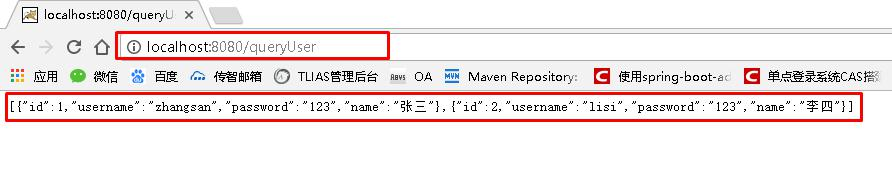 localhost:8080/queryU
localhost:8080/queryUser
应用 微信 百度 传智邮箱 TLIAS管理后台 OA Maven Repository: 使用spring-boot-ad 单点登录系统CAS搭
[{"id":1,"username":"zhangsan","password":"123","name":"张三"},{"id":2,"username":"lisi","password":"123","name":"李四"}]